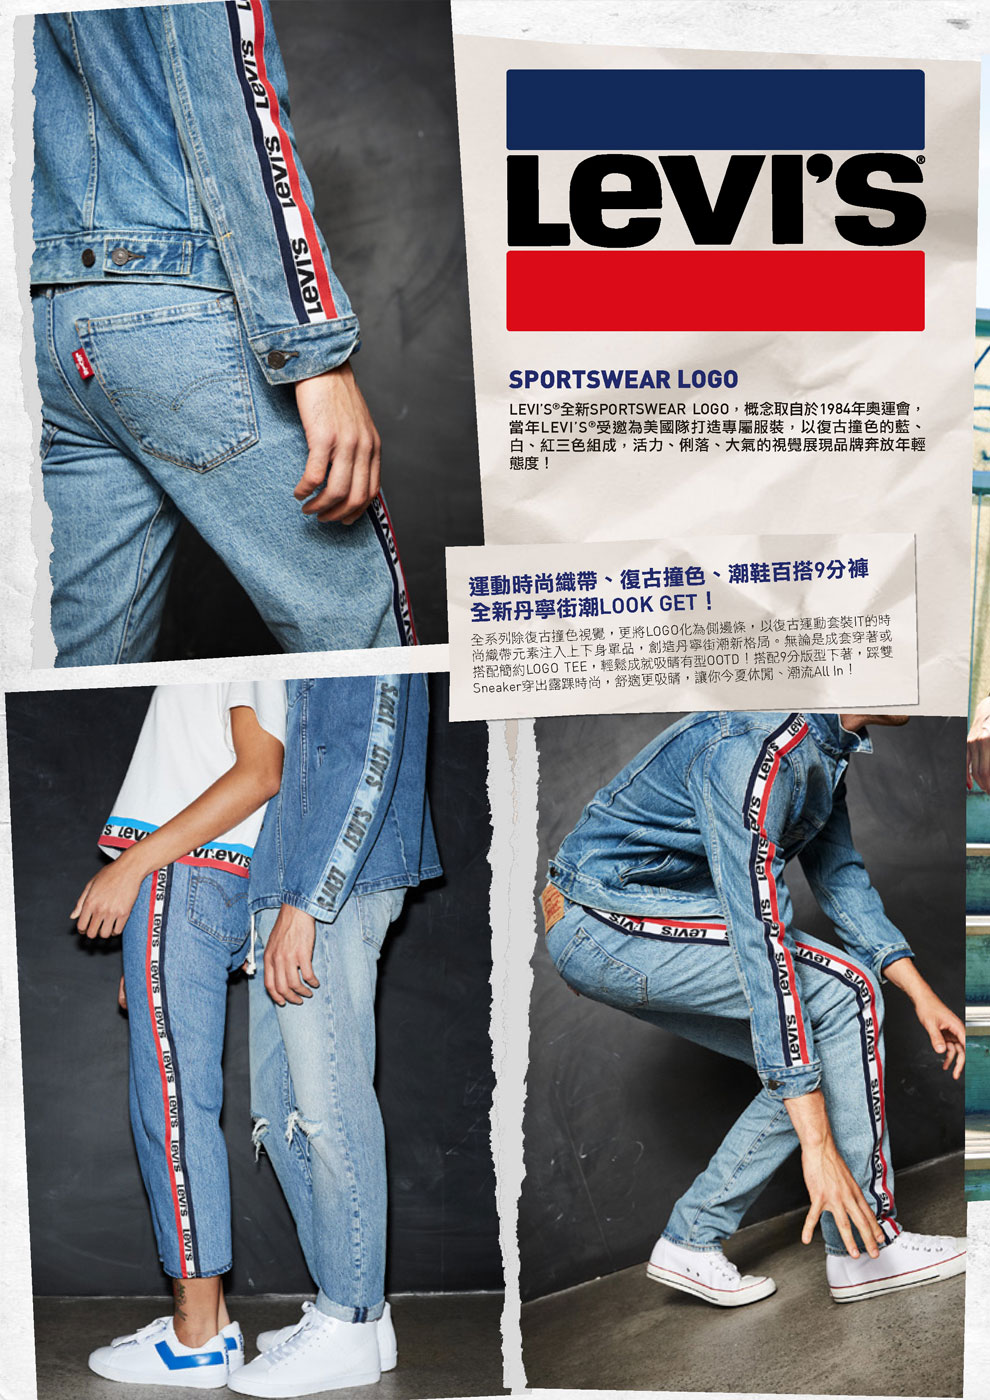 LEVI'S®
SPORTSWEAR LOGO
LEVI'S®全新SPORTSWEAR LOGO，概念取自於1984年奧運會，
當年LEVI'S®受邀為美國隊打造專屬服裝，以復古撞色的藍、
白、紅三色組成，活力、俐落、大氣的視覺展現品牌奔放年輕
態度！
運動時尚織帶、復古撞色、潮鞋百搭9分褲
全新丹寧街潮LOOK GET！
全系列除復古撞色視覺，更將LOGO化為側邊條，以復古運動套裝IT的時
尚織帶元素注入上下身單品，創造丹寧街潮新格局。無論是成套穿著或
搭配簡約LOGO TEE，輕鬆成就吸睛有型OOTD！搭配9分版型下著，踩雙
Sneaker穿出露踝時尚，舒適更吸睛，讓你今夏休閒、潮流All In！
Levi's
Levi's
Levi's
Levi's